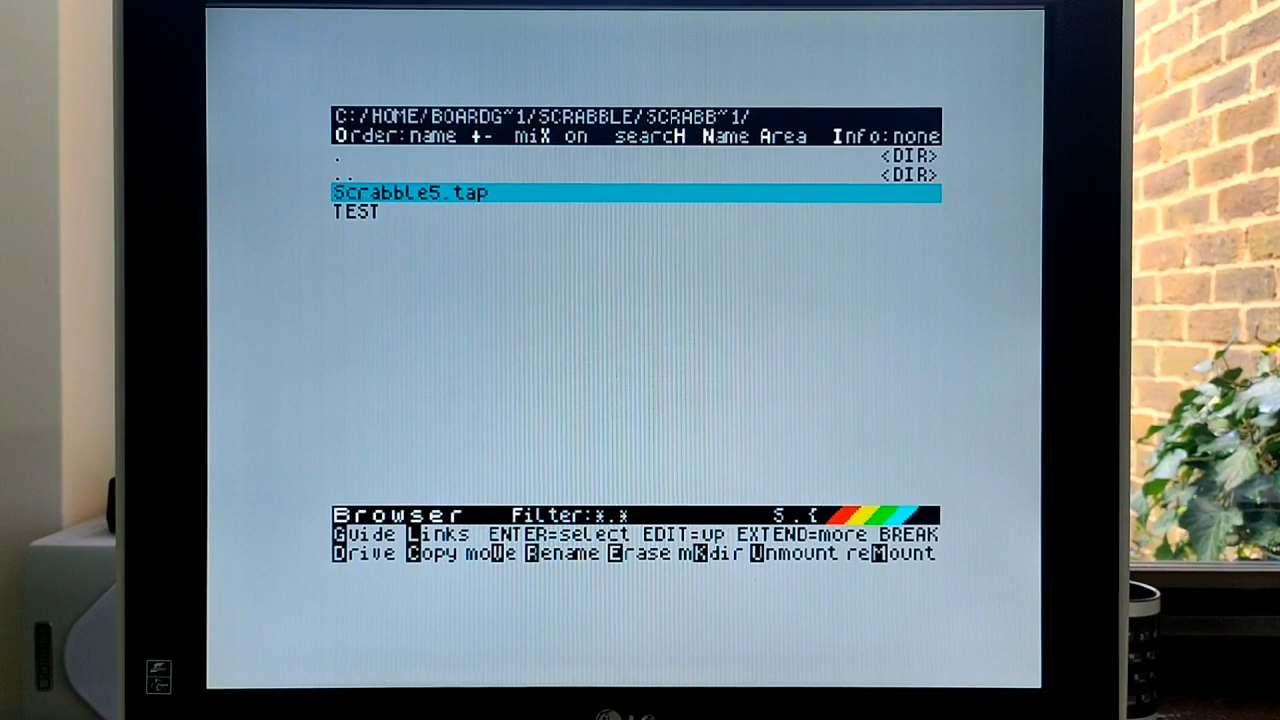 C:/HOME/BOARDG~1/SCRABBLE/SCRABB~1/
Order:name +- miX on searcH Name Area Info:none
. <DIR>
.. <DIR>
Scrabble5.tap
TEST
Browser Filter:*.* S.{
Guide Links ENTER=select EDIT=up EXTEND=more BREAK
Drive Copy moVe Rename Erase mKdir Unmount reMount
LG